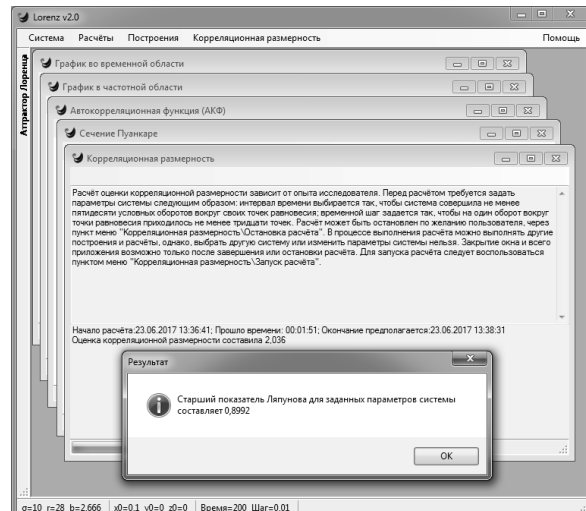 Lorenz v2.0
Система Расчёты Построения Корреляционная размерность Помощь
Аттрактор Лоренца
График во временной области
График в частотной области
Автокорреляционная функция (АКФ)
Сечение Пуанкаре
Корреляционная размерность
Расчёт оценки корреляционной размерности зависит от опыта исследователя. Перед расчётом требуется задать
параметры системы следующим образом: интервал времени выбирается так, чтобы система совершила не менее
пятидесяти условных оборотов вокруг своих точек равновесия; временной шаг задается так, чтобы на один оборот вокруг
точки равновесия приходилось не менее тридцати точек. Расчёт может быть остановлен по желанию пользователя, через
пункт меню "Корреляционная размерность\Остановка расчёта". В процессе выполнения расчёта можно выполнять другие
построения и расчёты, однако, выбрать другую систему или изменить параметры системы нельзя. Закрытие окна и всего
приложения возможно только после завершения или остановки расчёта. Для запуска расчёта следует воспользоваться
пунктом меню "Корреляционная размерность\Запуск расчёта".
Начало расчёта:23.06.2017 13:36:41; Прошло времени: 00:01:51; Окончание предполагается:23.06.2017 13:38:31
Оценка корреляционной размерности составила 2,036
Результат
Старший показатель Ляпунова для заданных параметров системы
составляет 0,8992
OK
σ=10 r=28 b=2.666 x0=0.1 y0=0 z0=0 Время=200 Шаг=0.01